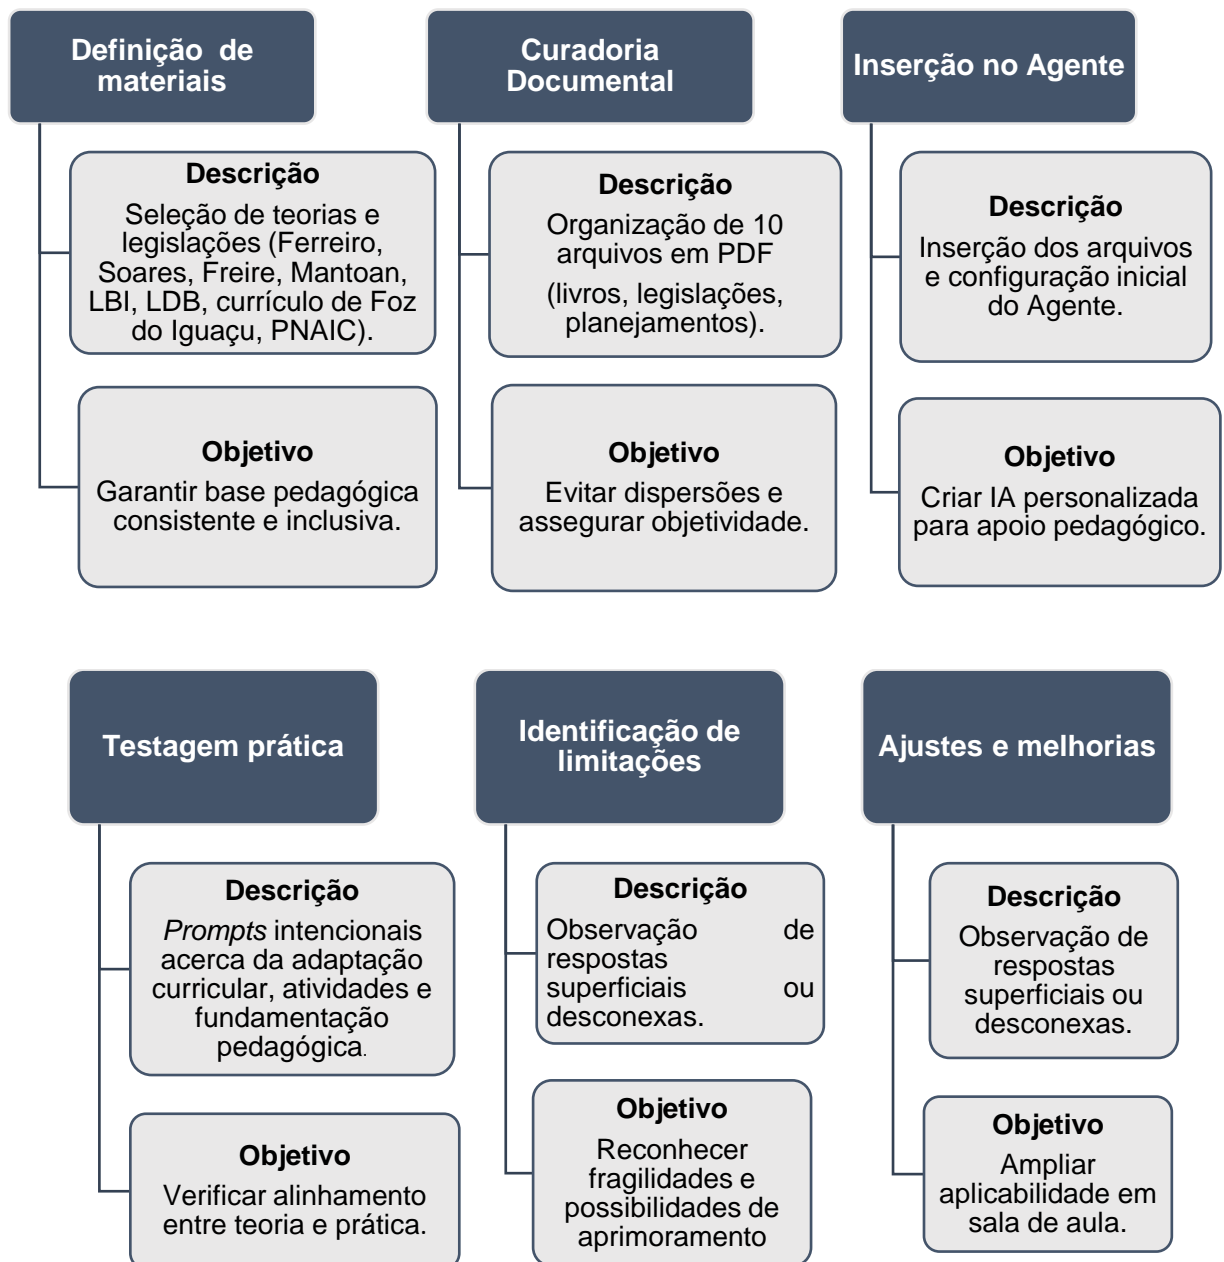 Definição de
materiais
Descrição
Seleção de teorias e
legislações (Ferreiro,
Soares, Freire, Mantoan,
LBI, LDB, currículo de Foz
do Iguaçu, PNAIC).
Objetivo
Garantir base pedagógica
consistente e inclusiva.
Curadoria
Documental
Descrição
Organização de 10
arquivos em PDF
(livros, legislações,
planejamentos).
Objetivo
Evitar dispersões e
assegurar objetividade.
Inserção no Agente
Descrição
Inserção dos arquivos
e configuração inicial
do Agente.
Objetivo
Criar IA personalizada
para apoio pedagógico.
Testagem prática
Descrição
Prompts intencionais
acerca da adaptação
curricular, atividades e
fundamentação
pedagógica.
Objetivo
Verificar alinhamento
entre teoria e prática.
Identificação de
limitações
Descrição
Observação de
respostas
superficiais ou
desconexas.
Objetivo
Reconhecer
fragilidades e
possibilidades de
aprimoramento
Ajustes e melhorias
Descrição
Observação de
respostas
superficiais ou
desconexas.
Objetivo
Ampliar
aplicabilidade em
sala de aula.